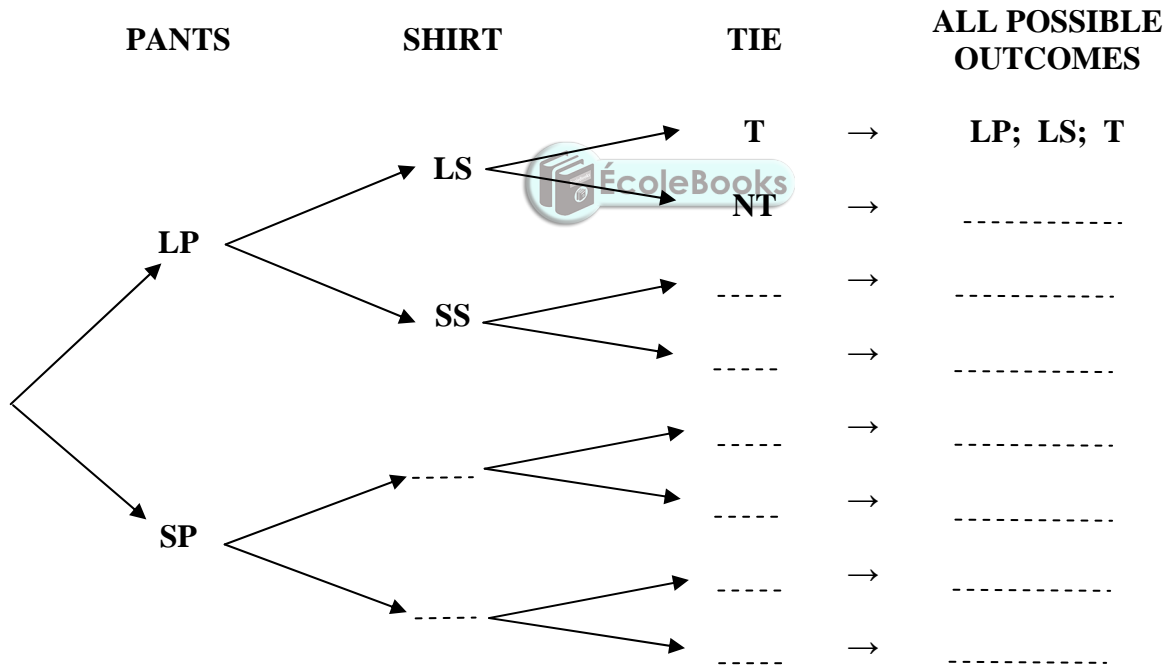 PANTS SHIRT TIE ALL POSSIBLE
OUTCOMES
T → LP; LS; T
LS
ÉcoleBooks
NT → ----------
LP
----- → ----------
SS
----- → ----------
----- → ----------
-----
----- → ----------
SP
----- → ----------
-----
----- → ----------